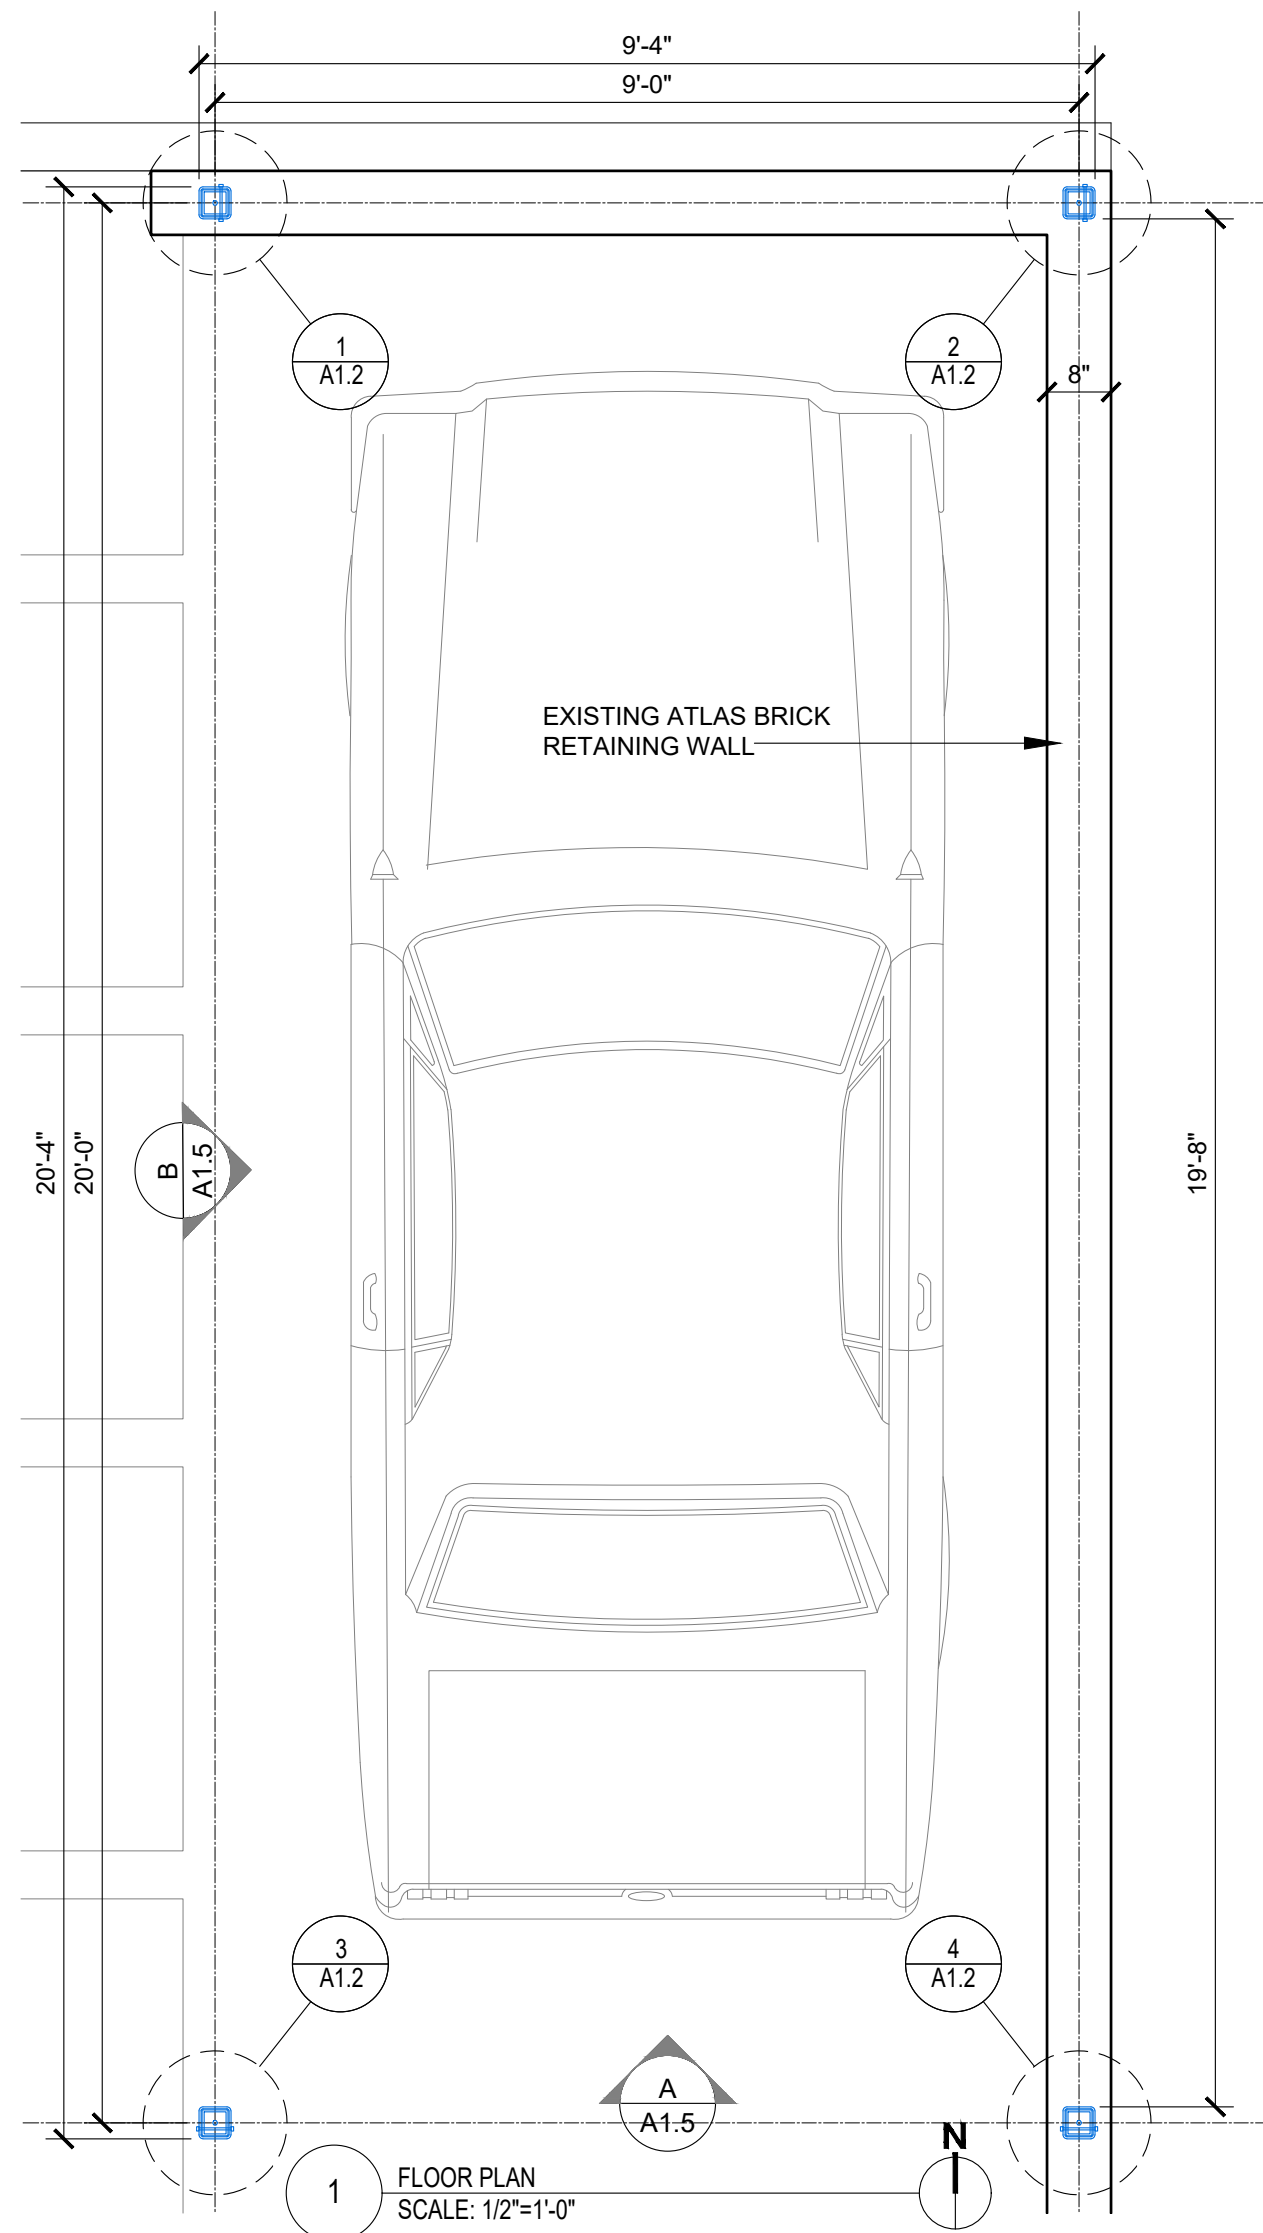 9'-4"
9'-0"
1
A1.2
2
A1.2
8"
EXISTING ATLAS BRICK
RETAINING WALL
20'-4"
20'-0"
B
A1.5
19'-8"
3
A1.2
4
A1.2
A
A1.5
N
1
FLOOR PLAN
SCALE: 1/2"=1'-0"